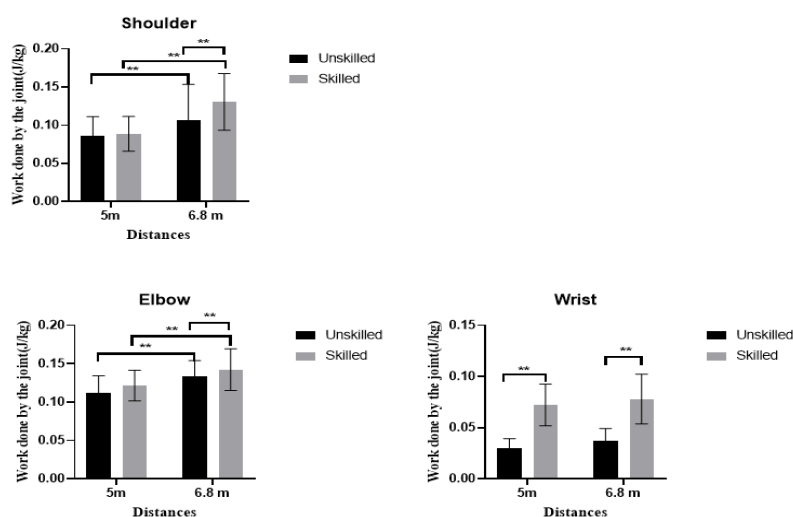 Shoulder
Work done by the joint(J/kg)
0.20
0.15
0.10
0.05
0.00
**
**
**
5m
6.8 m
Distances
Unskilled
Skilled
Elbow
Work done by the joint(J/kg)
0.20
0.15
0.10
0.05
0.00
**
**
**
5m
6.8 m
Distances
Unskilled
Skilled
Wrist
Work done by the joint(J/kg)
0.15
0.10
0.05
0.00
**
**
5m
6.8 m
Distances
Unskilled
Skilled